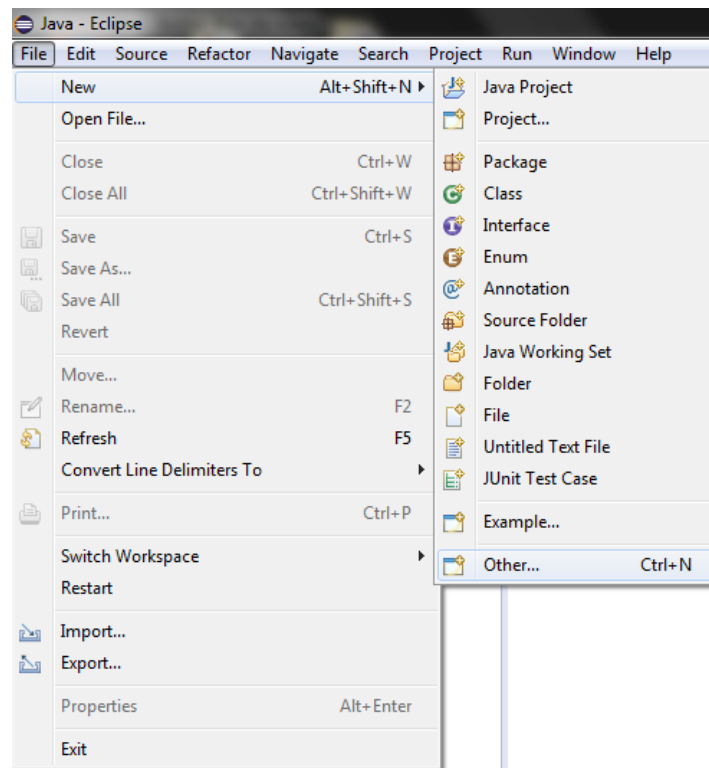 Java - Eclipse
File Edit Source Refactor Navigate Search Project Run Window Help
New Alt+Shift+N
Open File...
Close Ctrl+W
Close All Ctrl+Shift+W
Save Ctrl+S
Save As...
Save All Ctrl+Shift+S
Revert
Move...
Rename... F2
Refresh F5
Convert Line Delimiters To
Print... Ctrl+P
Switch Workspace
Restart
Import...
Export...
Properties Alt+Enter
Exit
Java Project
Project...
Package
Class
Interface
Enum
Annotation
Source Folder
Java Working Set
Folder
File
Untitled Text File
JUnit Test Case
Example...
Other... Ctrl+N